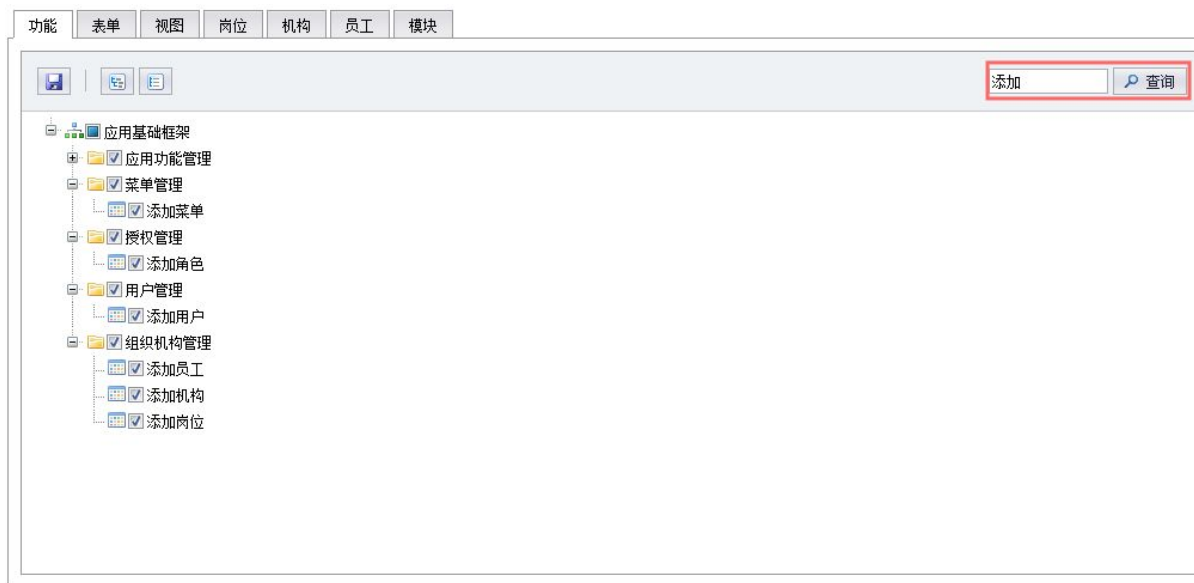 功能 表单 视图 岗位 机构 员工 模块
添加 查询
应用基础框架
应用功能管理
菜单管理
添加菜单
授权管理
添加角色
用户管理
添加用户
组织机构管理
添加员工
添加机构
添加岗位